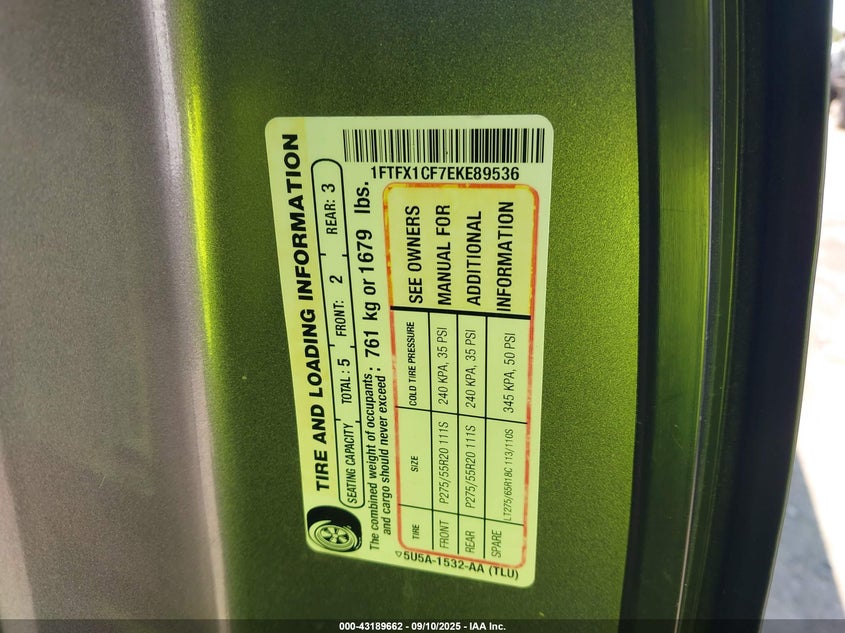 TIRE AND LOADING INFORMATION
SEATING CAPACITY TOTAL: 5 FRONT: 2 REAR: 3
The combined weight of occupants and cargo should never exceed: 761 kg or 1679 lbs.
TIRE SIZE COLD TIRE PRESSURE SEE OWNERS
FRONT P275/55R20 111S 240 KPA, 35 PSI MANUAL FOR
REAR P275/55R20 111S 240 KPA, 35 PSI ADDITIONAL
SPARE LT275/65R18C 113/110S 345 KPA, 50 PSI INFORMATION
5U5A-1532-AA (TLU)
1FTFX1CF7EKE89536
000-43189662 - 09/10/2025 - IAA Inc.